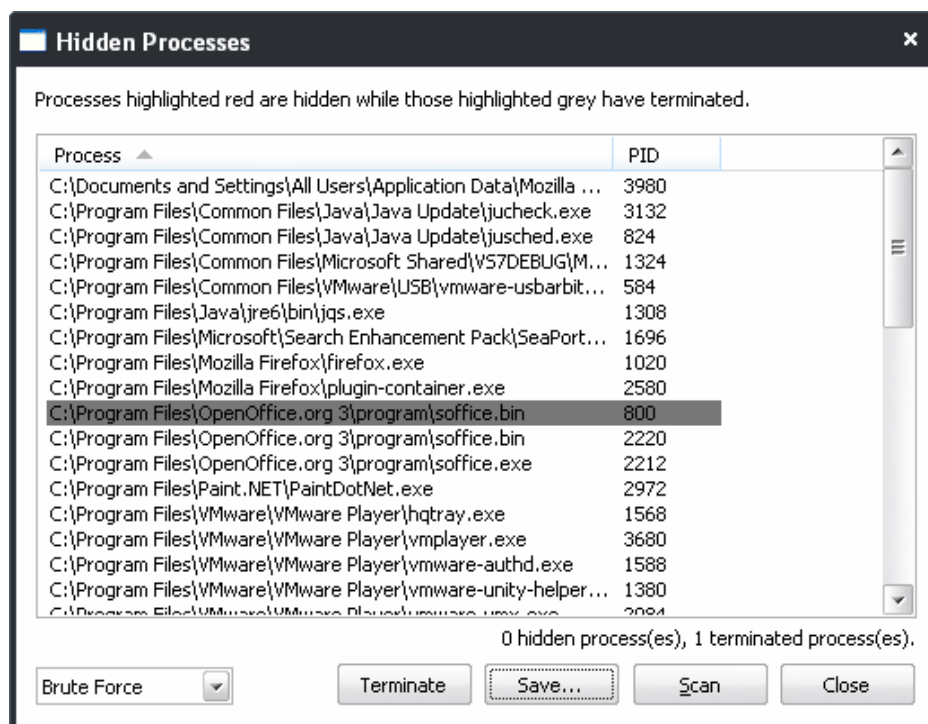 Hidden Processes
Processes highlighted red are hidden while those highlighted grey have terminated.
Process PID
C:\Documents and Settings\All Users\Application Data\Mozilla ... 3980
C:\Program Files\Common Files\Java\Java Update\jucheck.exe 3132
C:\Program Files\Common Files\Java\Java Update\jusched.exe 824
C:\Program Files\Common Files\Microsoft Shared\VS7DEBUG\M... 1324
C:\Program Files\Common Files\VMware\USB\vmware-usbarbit... 584
C:\Program Files\Java\jre6\bin\jqs.exe 1308
C:\Program Files\Microsoft\Search Enhancement Pack\SeaPort... 1696
C:\Program Files\Mozilla Firefox\firefox.exe 1020
C:\Program Files\Mozilla Firefox\plugin-container.exe 2580
C:\Program Files\OpenOffice.org 3\program\soffice.bin 800
C:\Program Files\OpenOffice.org 3\program\soffice.bin 2220
C:\Program Files\OpenOffice.org 3\program\soffice.exe 2212
C:\Program Files\Paint.NET\PaintDotNet.exe 2972
C:\Program Files\VMware\VMware Player\hqtray.exe 1568
C:\Program Files\VMware\VMware Player\vmplayer.exe 3680
C:\Program Files\VMware\VMware Player\vmware-authd.exe 1588
C:\Program Files\VMware\VMware Player\vmware-unity-helper... 1380
C:\Program Files\VMware\VMware Player\vmware-vmx.exe 2084
0 hidden process(es), 1 terminated process(es).
Brute Force Terminate Save... Scan Close